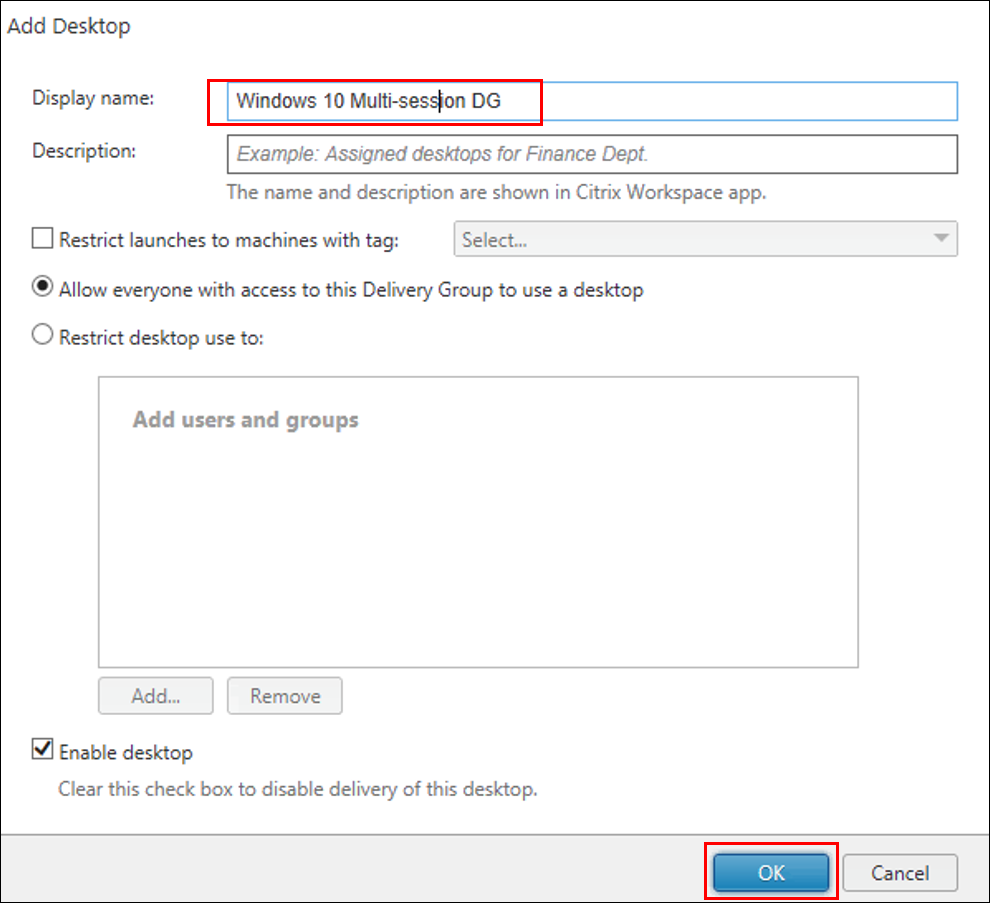 Add Desktop
Display name: Windows 10 Multi-session DG
Description: Example: Assigned desktops for Finance Dept.
The name and description are shown in Citrix Workspace app.
Restrict launches to machines with tag: Select...
Allow everyone with access to this Delivery Group to use a desktop
Restrict desktop use to:
Add users and groups
Add... Remove
Enable desktop
Clear this check box to disable delivery of this desktop.
OK Cancel